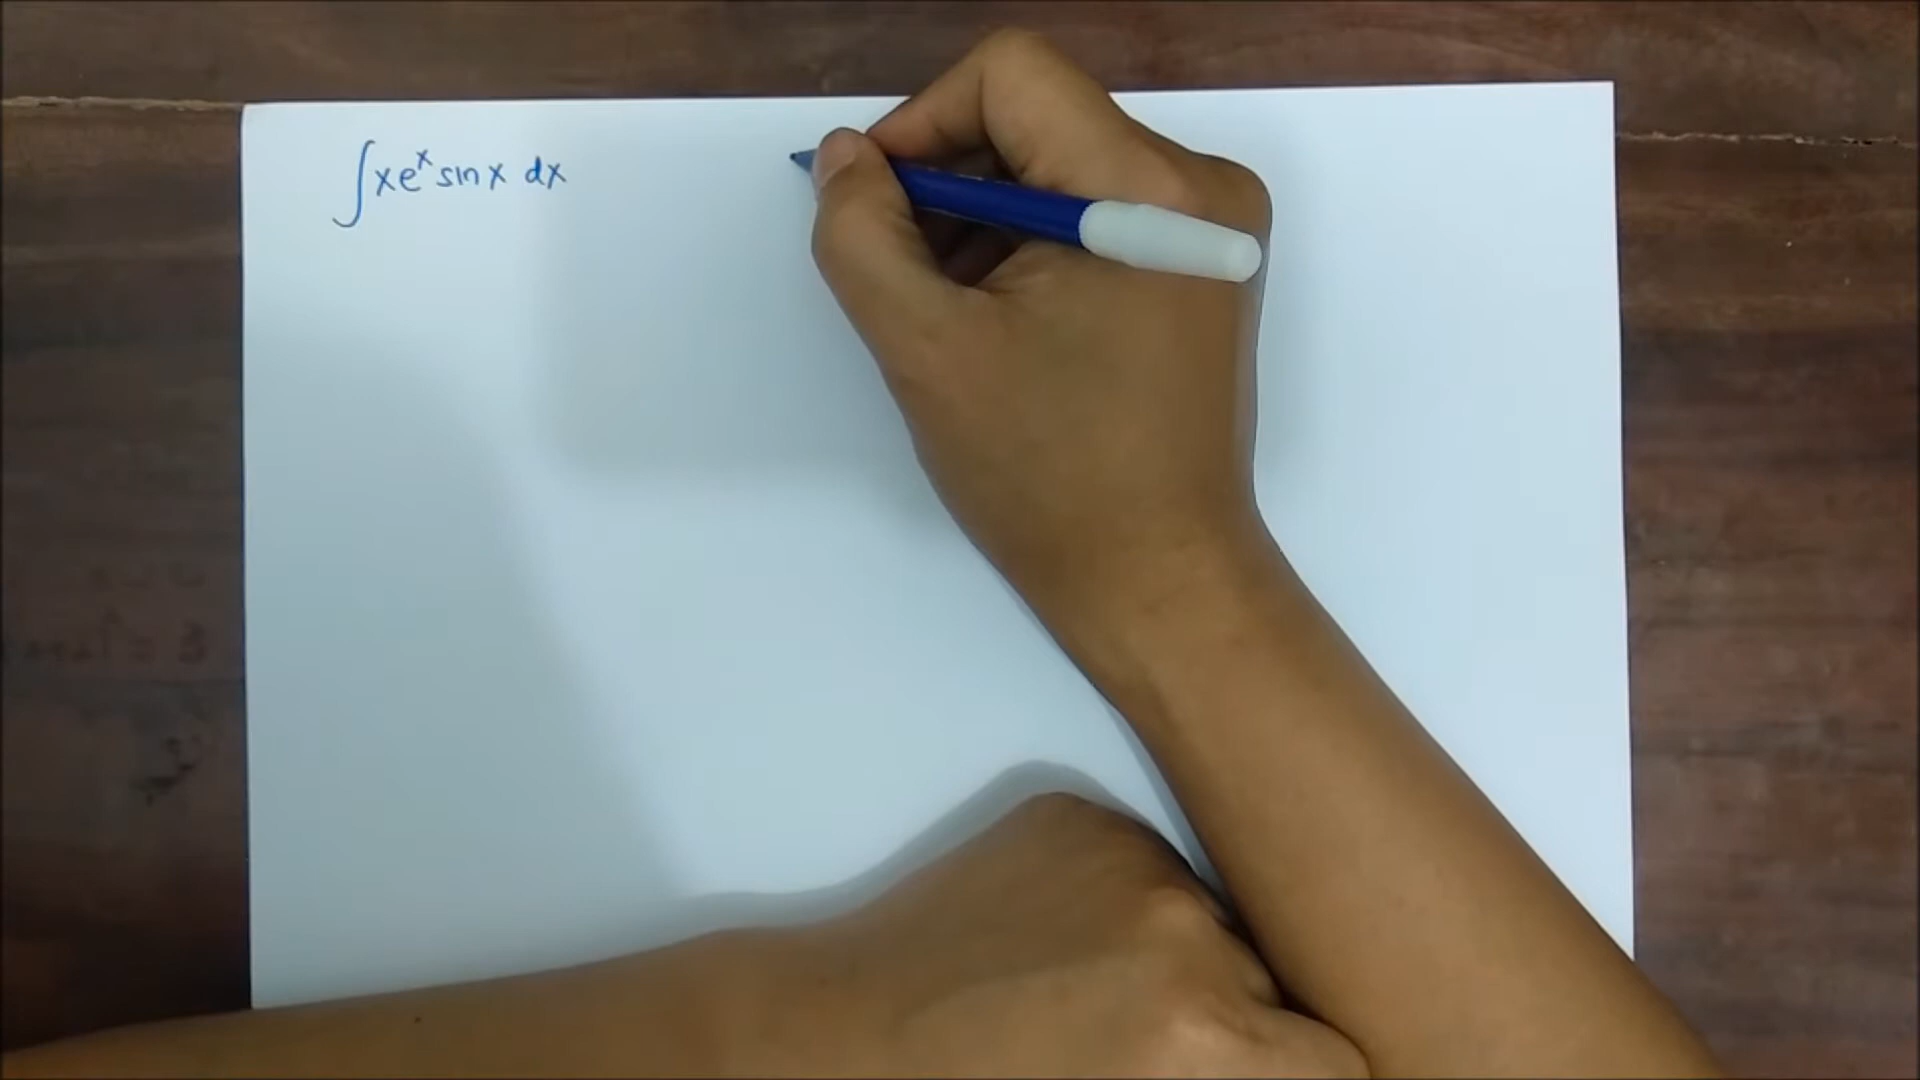 ∫xeˣ sin x dx